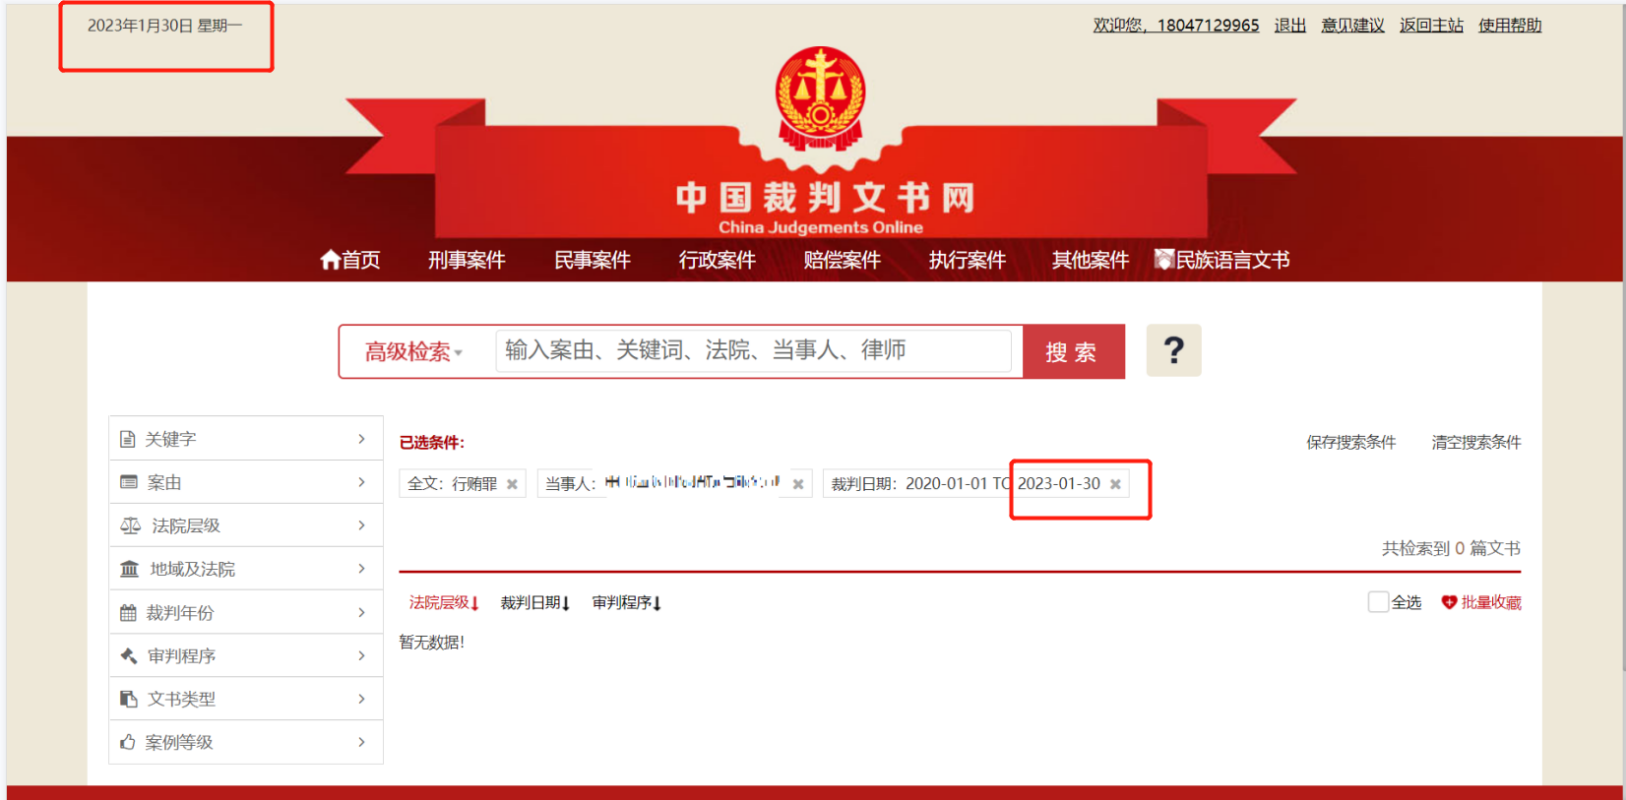 2023年1月30日 星期一
欢迎您，18047129965 退出 意见建议 返回主站 使用帮助
中国裁判文书网
China Judgements Online
首页 刑事案件 民事案件 行政案件 赔偿案件 执行案件 其他案件 民族语言文书
高级检索 输入案由、关键词、法院、当事人、律师 搜索 ?
关键字
案由
法院层级
地域及法院
裁判年份
审判程序
文书类型
案例等级
已选条件： 保存搜索条件 清空搜索条件
全文：行贿罪 × 当事人： × 裁判日期：2020-01-01 TO 2023-01-30 ×
共检索到 0 篇文书
法院层级 裁判日期 审判程序 全选 批量收藏
暂无数据!